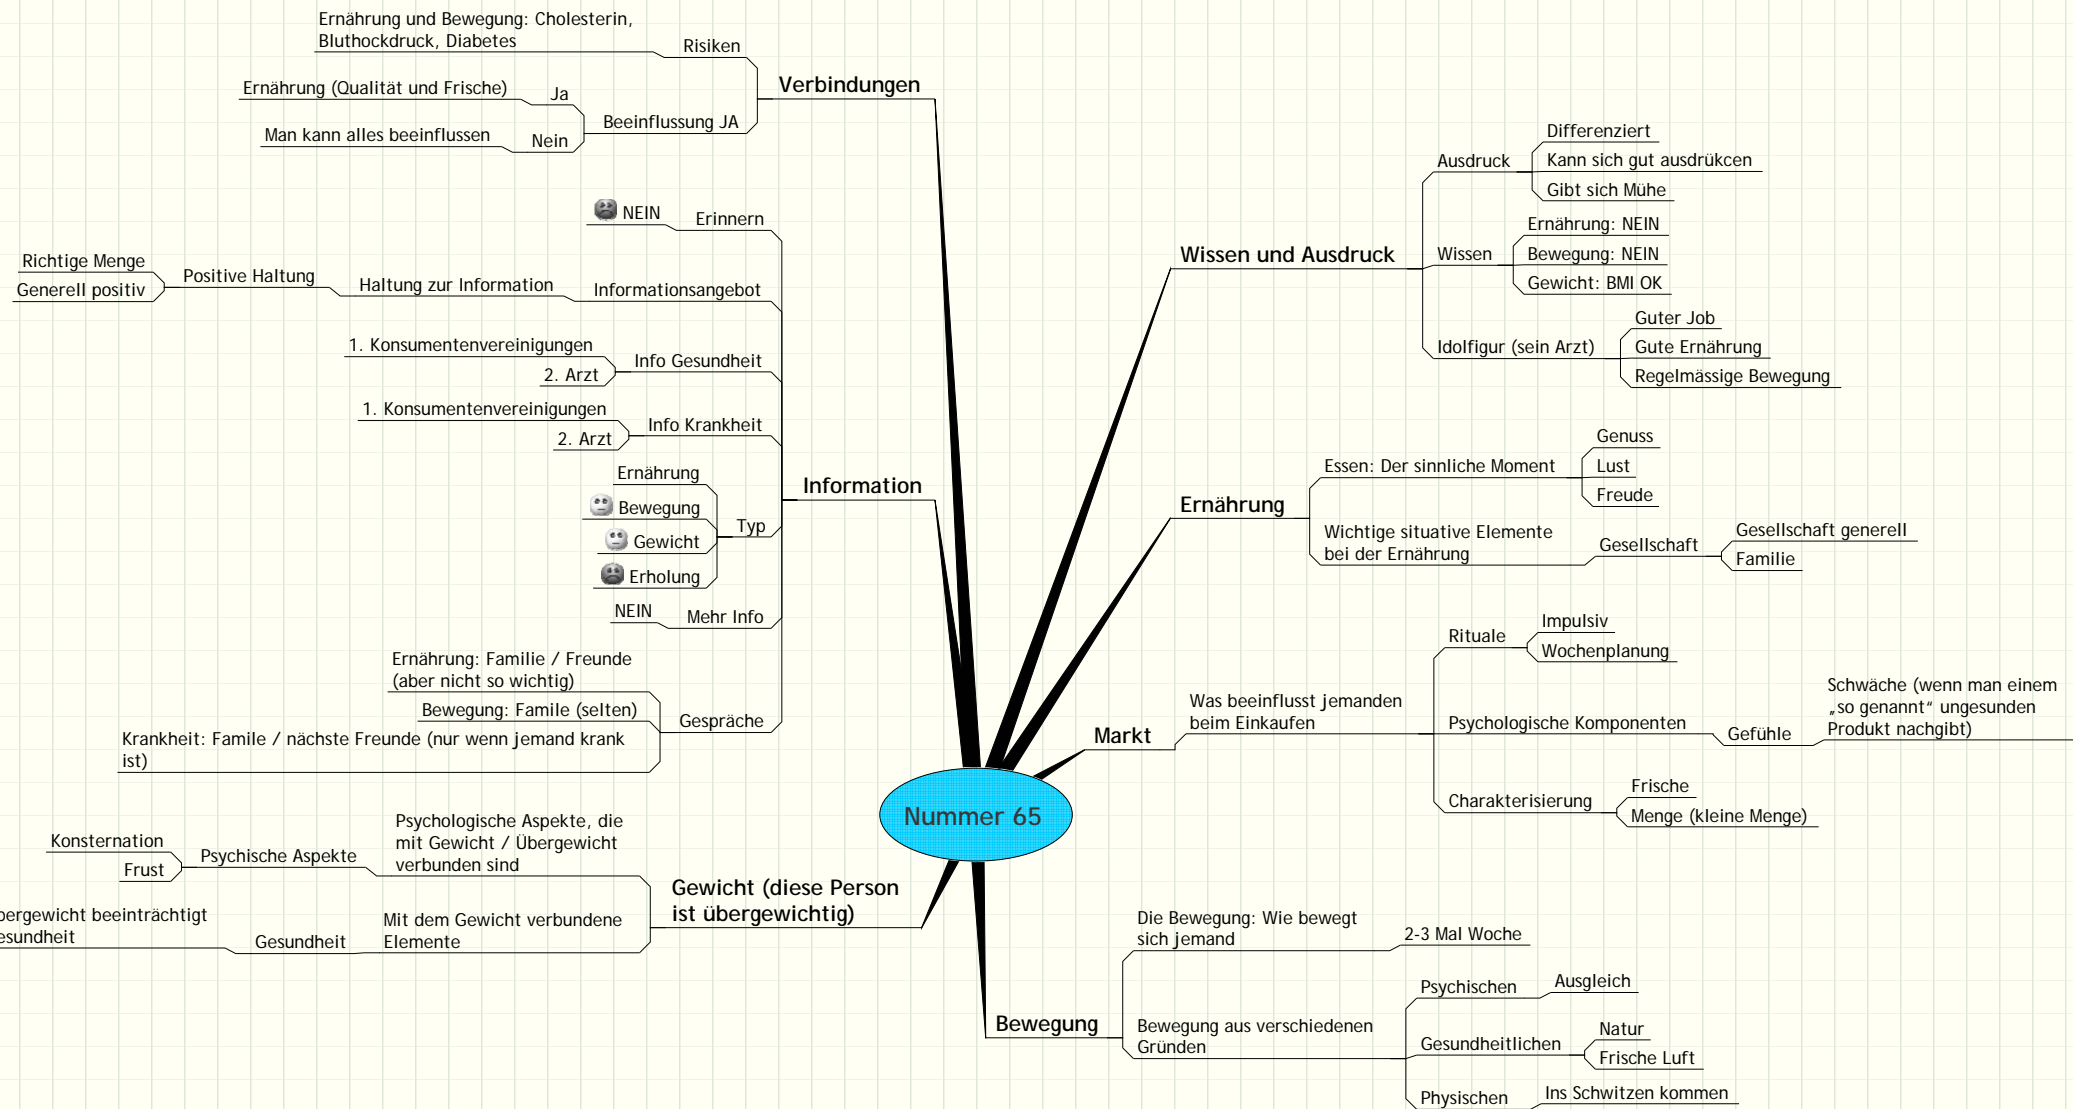 Ernährung und Bewegung: Cholesterin,
Bluthockdruck, Diabetes
Risiken
Verbindungen
Ernährung (Qualität und Frische)
Ja
Beeinflussung JA
Man kann alles beeinflussen
Nein
NEIN
Erinnern
Richtige Menge
Generell positiv
Positive Haltung
Haltung zur Information
Informationsangebot
1. Konsumentenvereinigungen
2. Arzt
Info Gesundheit
1. Konsumentenvereinigungen
2. Arzt
Info Krankheit
Information
Ernährung
Bewegung
Gewicht
Erholung
Typ
NEIN
Mehr Info
Ernährung: Familie / Freunde
(aber nicht so wichtig)
Bewegung: Famile (selten)
Krankheit: Famile / nächste Freunde (nur wenn jemand krank
ist)
Gespräche
Konsternation
Frust
Psychische Aspekte
Psychologische Aspekte, die
mit Gewicht / Übergewicht
verbunden sind
Gewicht (diese Person
ist übergewichtig)
beeinträchtigt
Gesundheit
Mit dem Gewicht verbundene
Elemente
Nummer 65
Wissen und Ausdruck
Ausdruck
Differenziert
Kann sich gut ausdrükcen
Gibt sich Mühe
Wissen
Ernährung: NEIN
Bewegung: NEIN
Gewicht: BMI OK
Idolfigur (sein Arzt)
Guter Job
Gute Ernährung
Regelmässige Bewegung
Ernährung
Essen: Der sinnliche Moment
Genuss
Lust
Freude
Wichtige situative Elemente
bei der Ernährung
Gesellschaft
Gesellschaft generell
Familie
Markt
Was beeinflusst jemanden
beim Einkaufen
Rituale
Impulsiv
Wochenplanung
Psychologische Komponenten
Gefühle
Schwäche (wenn man einem
„so genannt“ ungesunden
Produkt nachgibt)
Charakterisierung
Frische
Menge (kleine Menge)
Bewegung
Die Bewegung: Wie bewegt
sich jemand
2-3 Mal Woche
Bewegung aus verschiedenen
Gründen
Psychischen
Ausgleich
Gesundheitlichen
Natur
Frische Luft
Physischen
Ins Schwitzen kommen